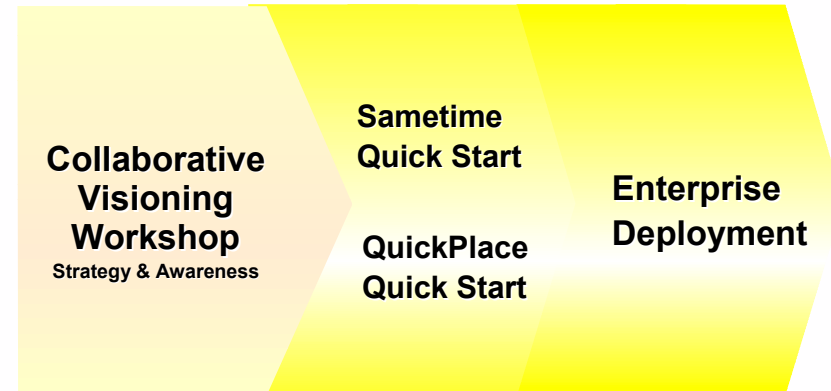 Collaborative
Visioning
Workshop
Strategy & Awareness
Sametime
Quick Start
QuickPlace
Quick Start
Enterprise
Deployment